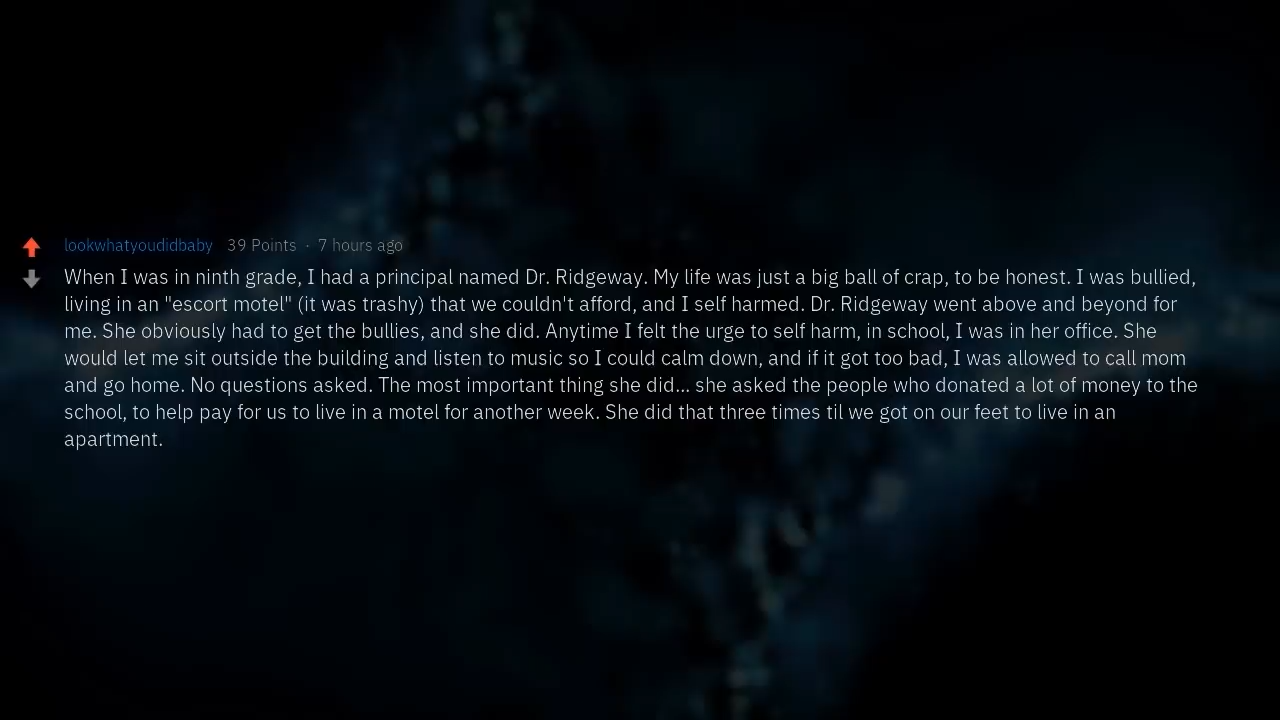 lookwhatyoudidbaby 39 Points · 7 hours ago
When I was in ninth grade, I had a principal named Dr. Ridgeway. My life was just a big ball of crap, to be honest. I was bullied,
living in an "escort motel" (it was trashy) that we couldn't afford, and I self harmed. Dr. Ridgeway went above and beyond for
me. She obviously had to get the bullies, and she did. Anytime I felt the urge to self harm, in school, I was in her office. She
would let me sit outside the building and listen to music so I could calm down, and if it got too bad, I was allowed to call mom
and go home. No questions asked. The most important thing she did... she asked the people who donated a lot of money to the
school, to help pay for us to live in a motel for another week. She did that three times til we got on our feet to live in an
apartment.